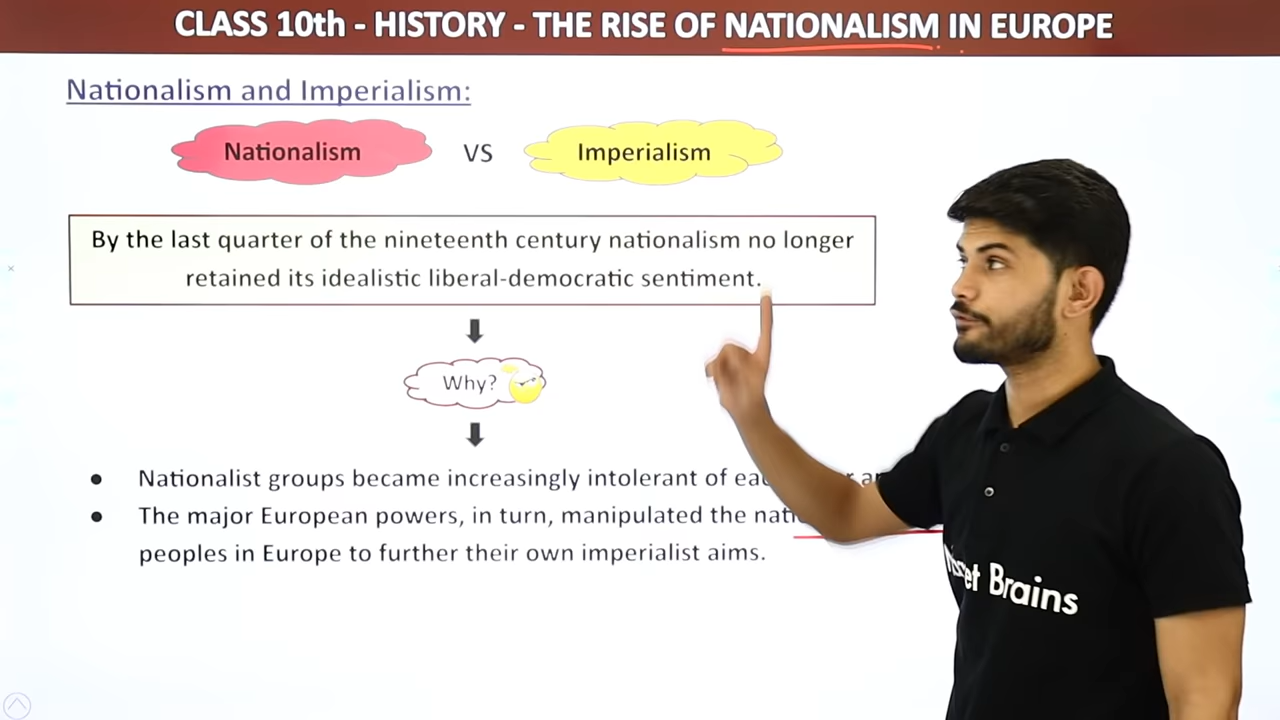 CLASS 10th - HISTORY - THE RISE OF NATIONALISM IN EUROPE
Nationalism and Imperialism:
Nationalism VS Imperialism
By the last quarter of the nineteenth century nationalism no longer
retained its idealistic liberal-democratic sentiment.
Why?
● Nationalist groups became increasingly intolerant of
● The major European powers, in turn, manipulated the
peoples in Europe to further their own imperialist aims.
Brains